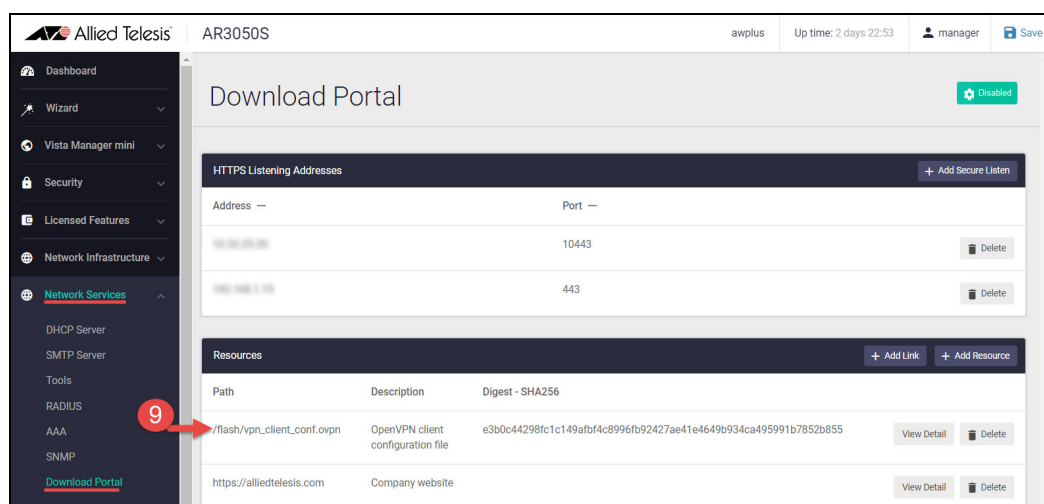 Allied Telesis
AR3050S
awplus
Up time: 2 days 22:53
manager
Save
Dashboard
Wizard
Vista Manager mini
Security
Licensed Features
Network Infrastructure
Network Services
DHCP Server
SMTP Server
Tools
RADIUS
AAA
SNMP
Download Portal
9
Download Portal
Disabled
HTTPS Listening Addresses
+ Add Secure Listen
Address
Port
10443
Delete
443
Delete
Resources
+ Add Link
+ Add Resource
Path
Description
Digest - SHA256
/flash/vpn_client_conf.ovpn
OpenVPN client
configuration file
e3b0c44298fc1c149afbf4c8996fb92427ae41e4649b934ca495991b7852b855
View Detail
Delete
https://alliedtelesis.com
Company website
View Detail
Delete